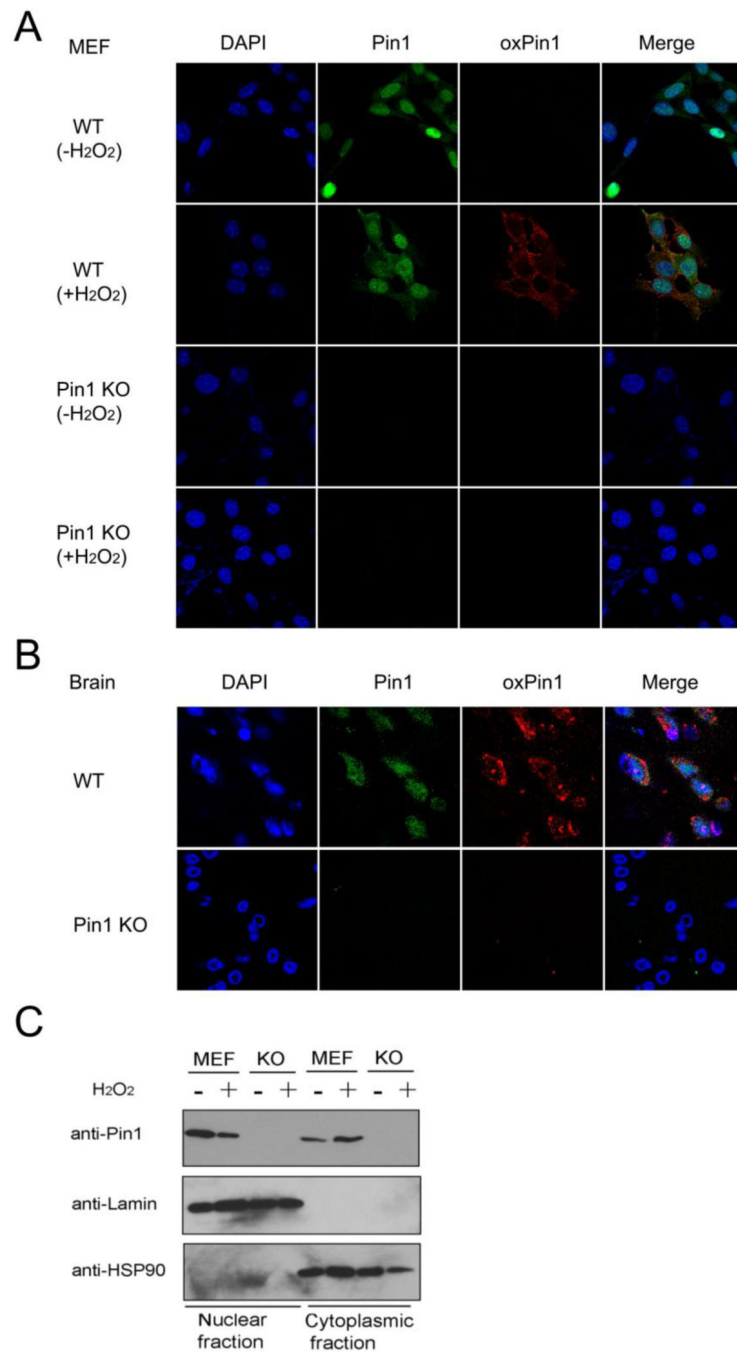 A
MEF DAPI Pin1 oxPin1 Merge
WT
(-H2O2)
WT
(+H2O2)
Pin1 KO
(-H2O2)
Pin1 KO
(+H2O2)
B
Brain DAPI Pin1 oxPin1 Merge
WT
Pin1 KO
C
MEF KO MEF KO
H2O2 - + - + - + - +
anti-Pin1
anti-Lamin
anti-HSP90
Nuclear fraction
Cytoplasmic fraction